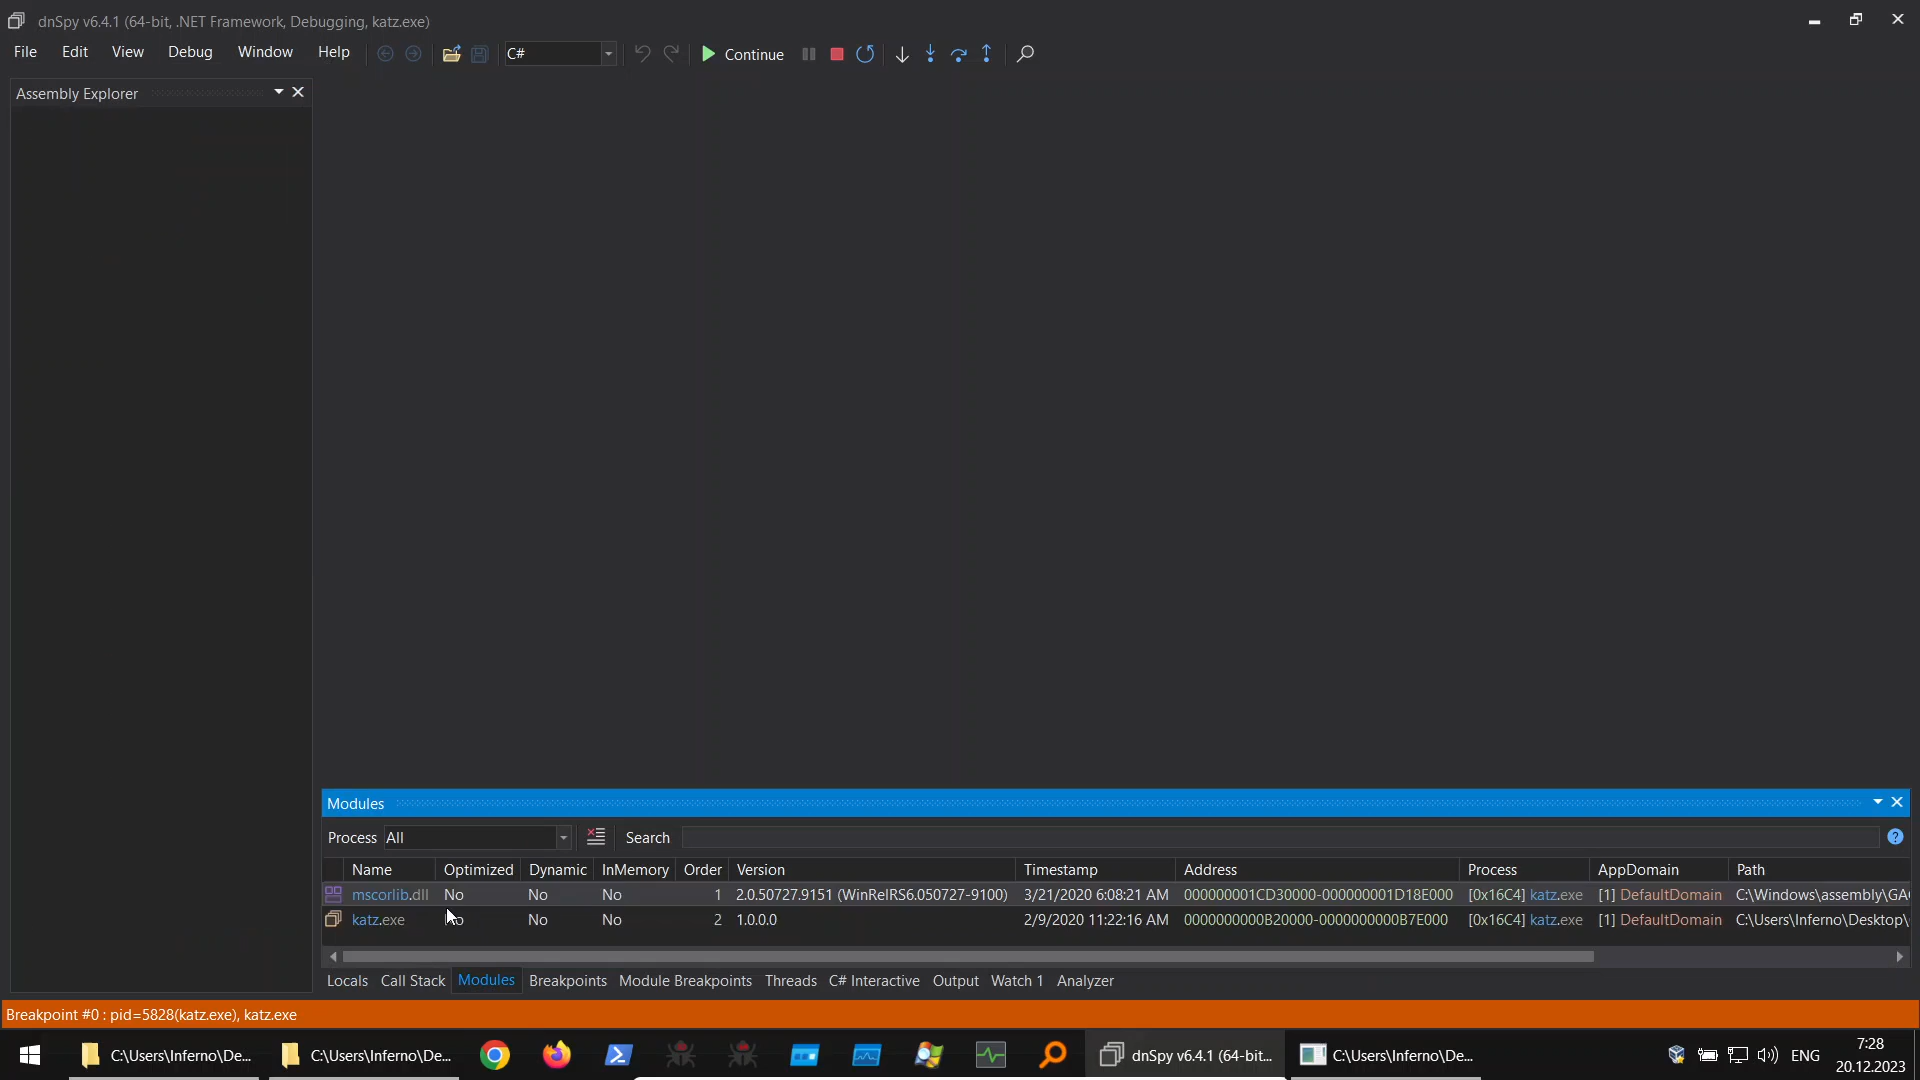 dnSpy v6.4.1 (64-bit, .NET Framework, Debugging, katz.exe)
File Edit View Debug Window Help C# Continue
Assembly Explorer
Modules
Process All Search
Name Optimized Dynamic InMemory Order Version Timestamp Address Process AppDomain Path
mscorlib.dll No No No 1 2.0.50727.9151 (WinRelRS6.050727-9100) 3/21/2020 6:08:21 AM 000000001CD30000-000000001D18E000 [0x16C4] katz.exe [1] DefaultDomain C:\Windows\assembly\GA
katz.exe No No No 2 1.0.0.0 2/9/2020 11:22:16 AM 0000000000B20000-0000000000B7E000 [0x16C4] katz.exe [1] DefaultDomain C:\Users\Inferno\Desktop\
Locals Call Stack Modules Breakpoints Module Breakpoints Threads C# Interactive Output Watch 1 Analyzer
Breakpoint #0 : pid=5828(katz.exe), katz.exe
C:\Users\Inferno\De... C:\Users\Inferno\De... dnSpy v6.4.1 (64-bit... C:\Users\Inferno\De... ENG 7:28
20.12.2023